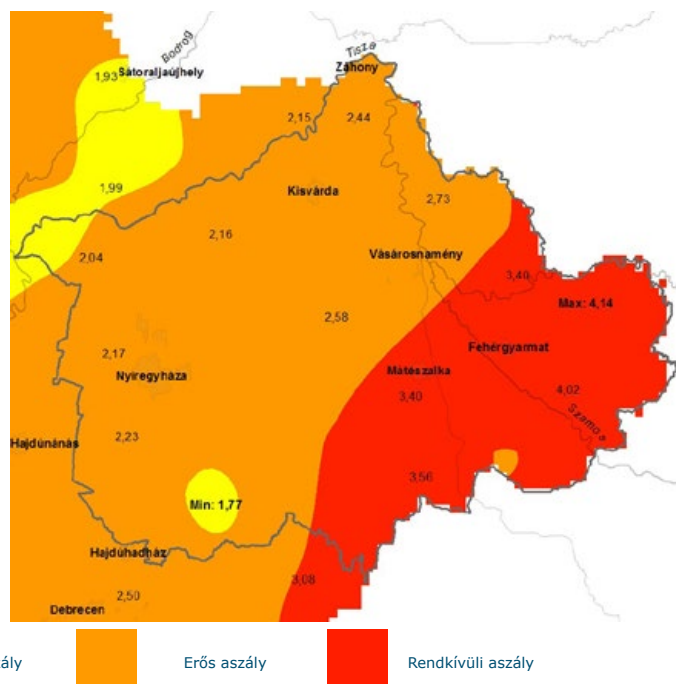 Bodrog
Tisza
1,93
Sátoraljaújhely
Záhony
2,15
2,44
Kisvárda
1,99
2,73
2,16
Vásárosnamény
2,04
3,40
Max: 4,14
2,58
Fehérgyarmat
2,17
Nyíregyháza
Mátészalka
4,02
3,40
Szamos
2,23
Hajdúnánás
3,56
Min: 1,77
Hajdúhadház
3,08
2,50
Debrecen
zály
Erős aszály
Rendkívüli aszály